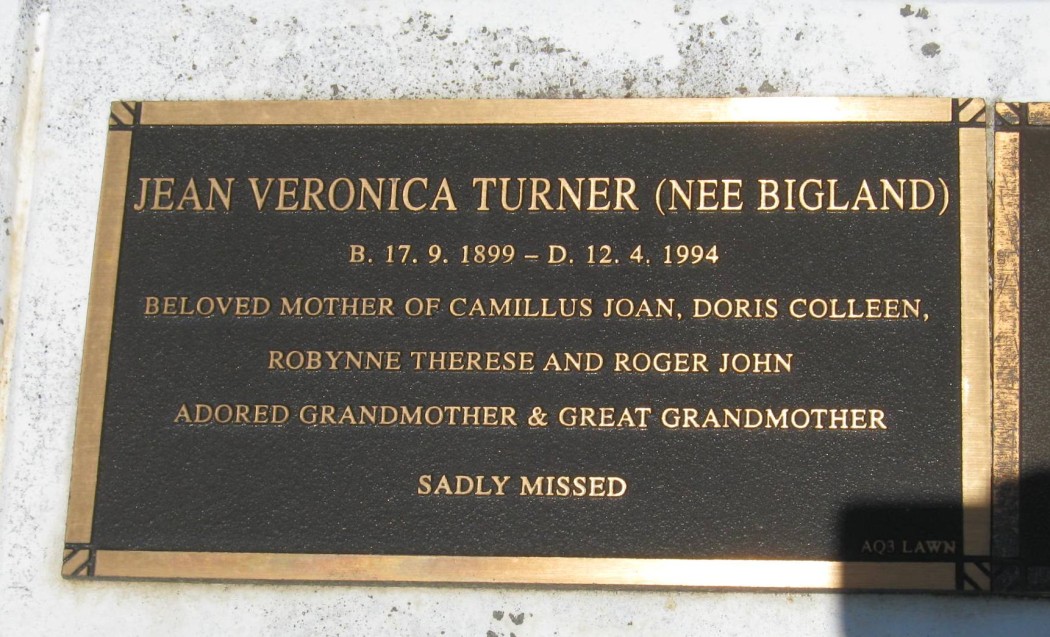 JEAN VERONICA TURNER (NEE BIGLAND)
B. 17. 9. 1899 – D. 12. 4. 1994
BELOVED MOTHER OF CAMILLUS JOAN, DORIS COLLEEN,
ROBYNNE THERESE AND ROGER JOHN
ADORED GRANDMOTHER & GREAT GRANDMOTHER
SADLY MISSED
AQ3 LAWN